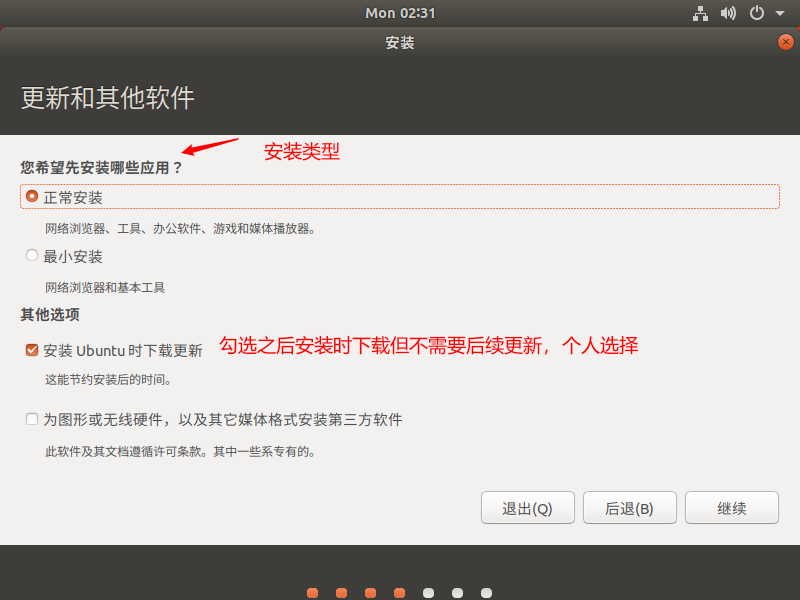 Mon 02:31
安装
更新和其他软件
安装类型
您希望先安装哪些应用？
正常安装
网络浏览器、工具、办公软件、游戏和媒体播放器。
最小安装
网络浏览器和基本工具
其他选项
安装 Ubuntu 时下载更新
勾选之后安装时下载但不需要后续更新，个人选择
这能节约安装后的时间。
为图形或无线硬件，以及其它媒体格式安装第三方软件
此软件及其文档遵循许可条款。其中一些系专有的。
退出(Q)
后退(B)
继续